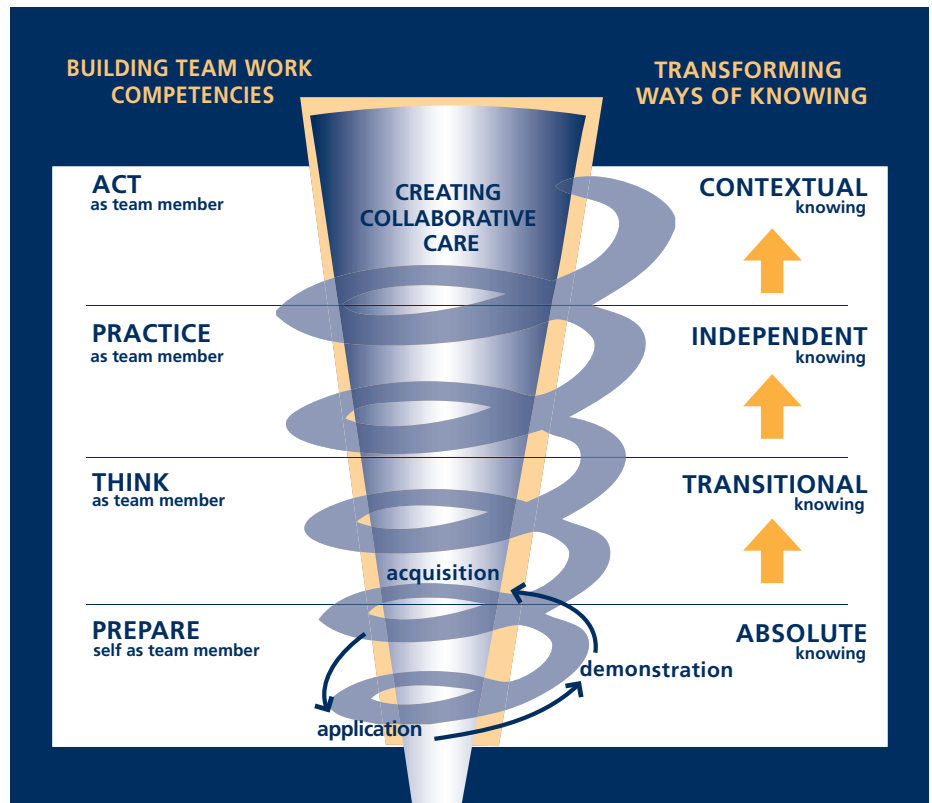 BUILDING TEAM WORK
COMPETENCIES
TRANSFORMING
WAYS OF KNOWING
CREATING
COLLABORATIVE
CARE
ACT
as team member
CONTEXTUAL
knowing
PRACTICE
as team member
INDEPENDENT
knowing
THINK
as team member
TRANSITIONAL
knowing
acquisition
PREPARE
self as team member
ABSOLUTE
knowing
demonstration
application